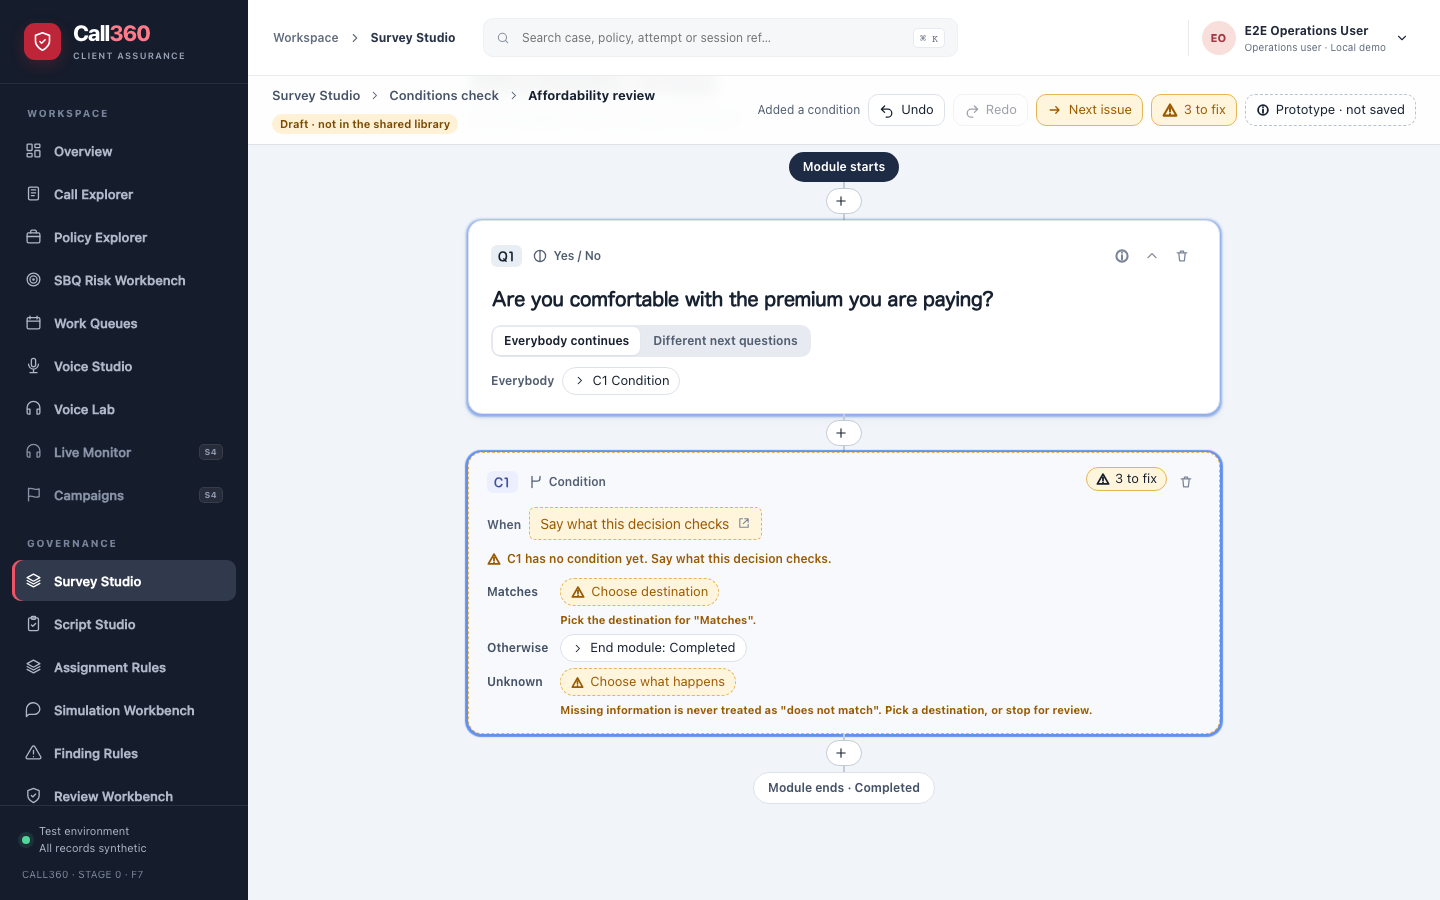 Call360
CLIENT ASSURANCE
WORKSPACE
Overview
Call Explorer
Policy Explorer
SBQ Risk Workbench
Work Queues
Voice Studio
Voice Lab
Live Monitor S4
Campaigns S4
GOVERNANCE
Survey Studio
Script Studio
Assignment Rules
Simulation Workbench
Finding Rules
Review Workbench
Test environment
All records synthetic
CALL360 · STAGE 0 · F7
Workspace > Survey Studio
Search case, policy, attempt or session ref... ⌘ K
EO
E2E Operations User
Operations user · Local demo
Survey Studio > Conditions check > Affordability review
Draft · not in the shared library
Added a condition Undo Redo Next issue 3 to fix Prototype · not saved
Module starts
+
Q1 Yes / No
Are you comfortable with the premium you are paying?
Everybody continues Different next questions
Everybody C1 Condition
+
C1 Condition 3 to fix
When Say what this decision checks
C1 has no condition yet. Say what this decision checks.
Matches Choose destination
Pick the destination for "Matches".
Otherwise End module: Completed
Unknown Choose what happens
Missing information is never treated as "does not match". Pick a destination, or stop for review.
+
Module ends · Completed